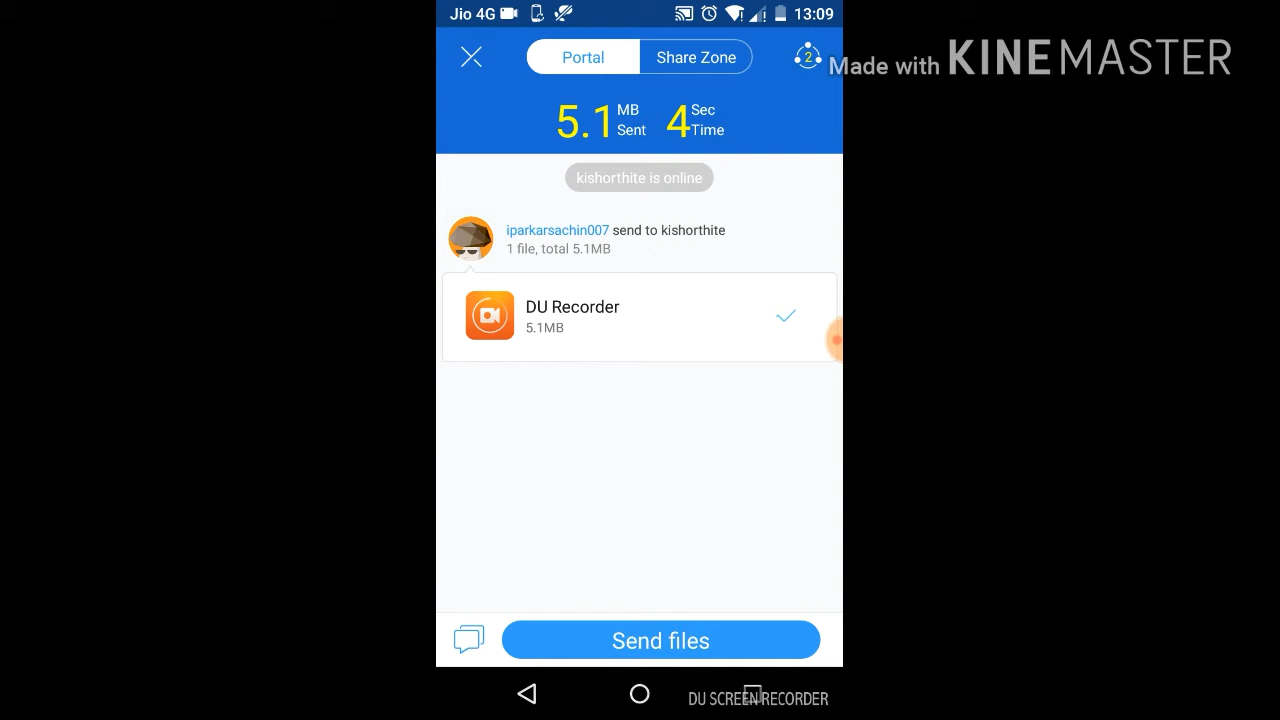 Jio 4G 13:09
Made with KINEMASTER
Portal Share Zone 2
5.1 MB Sent 4 Sec Time
kishorthite is online
iparkarsachin007 send to kishorthite
1 file, total 5.1MB
DU Recorder
5.1MB
Send files
DU SCREEN RECORDER